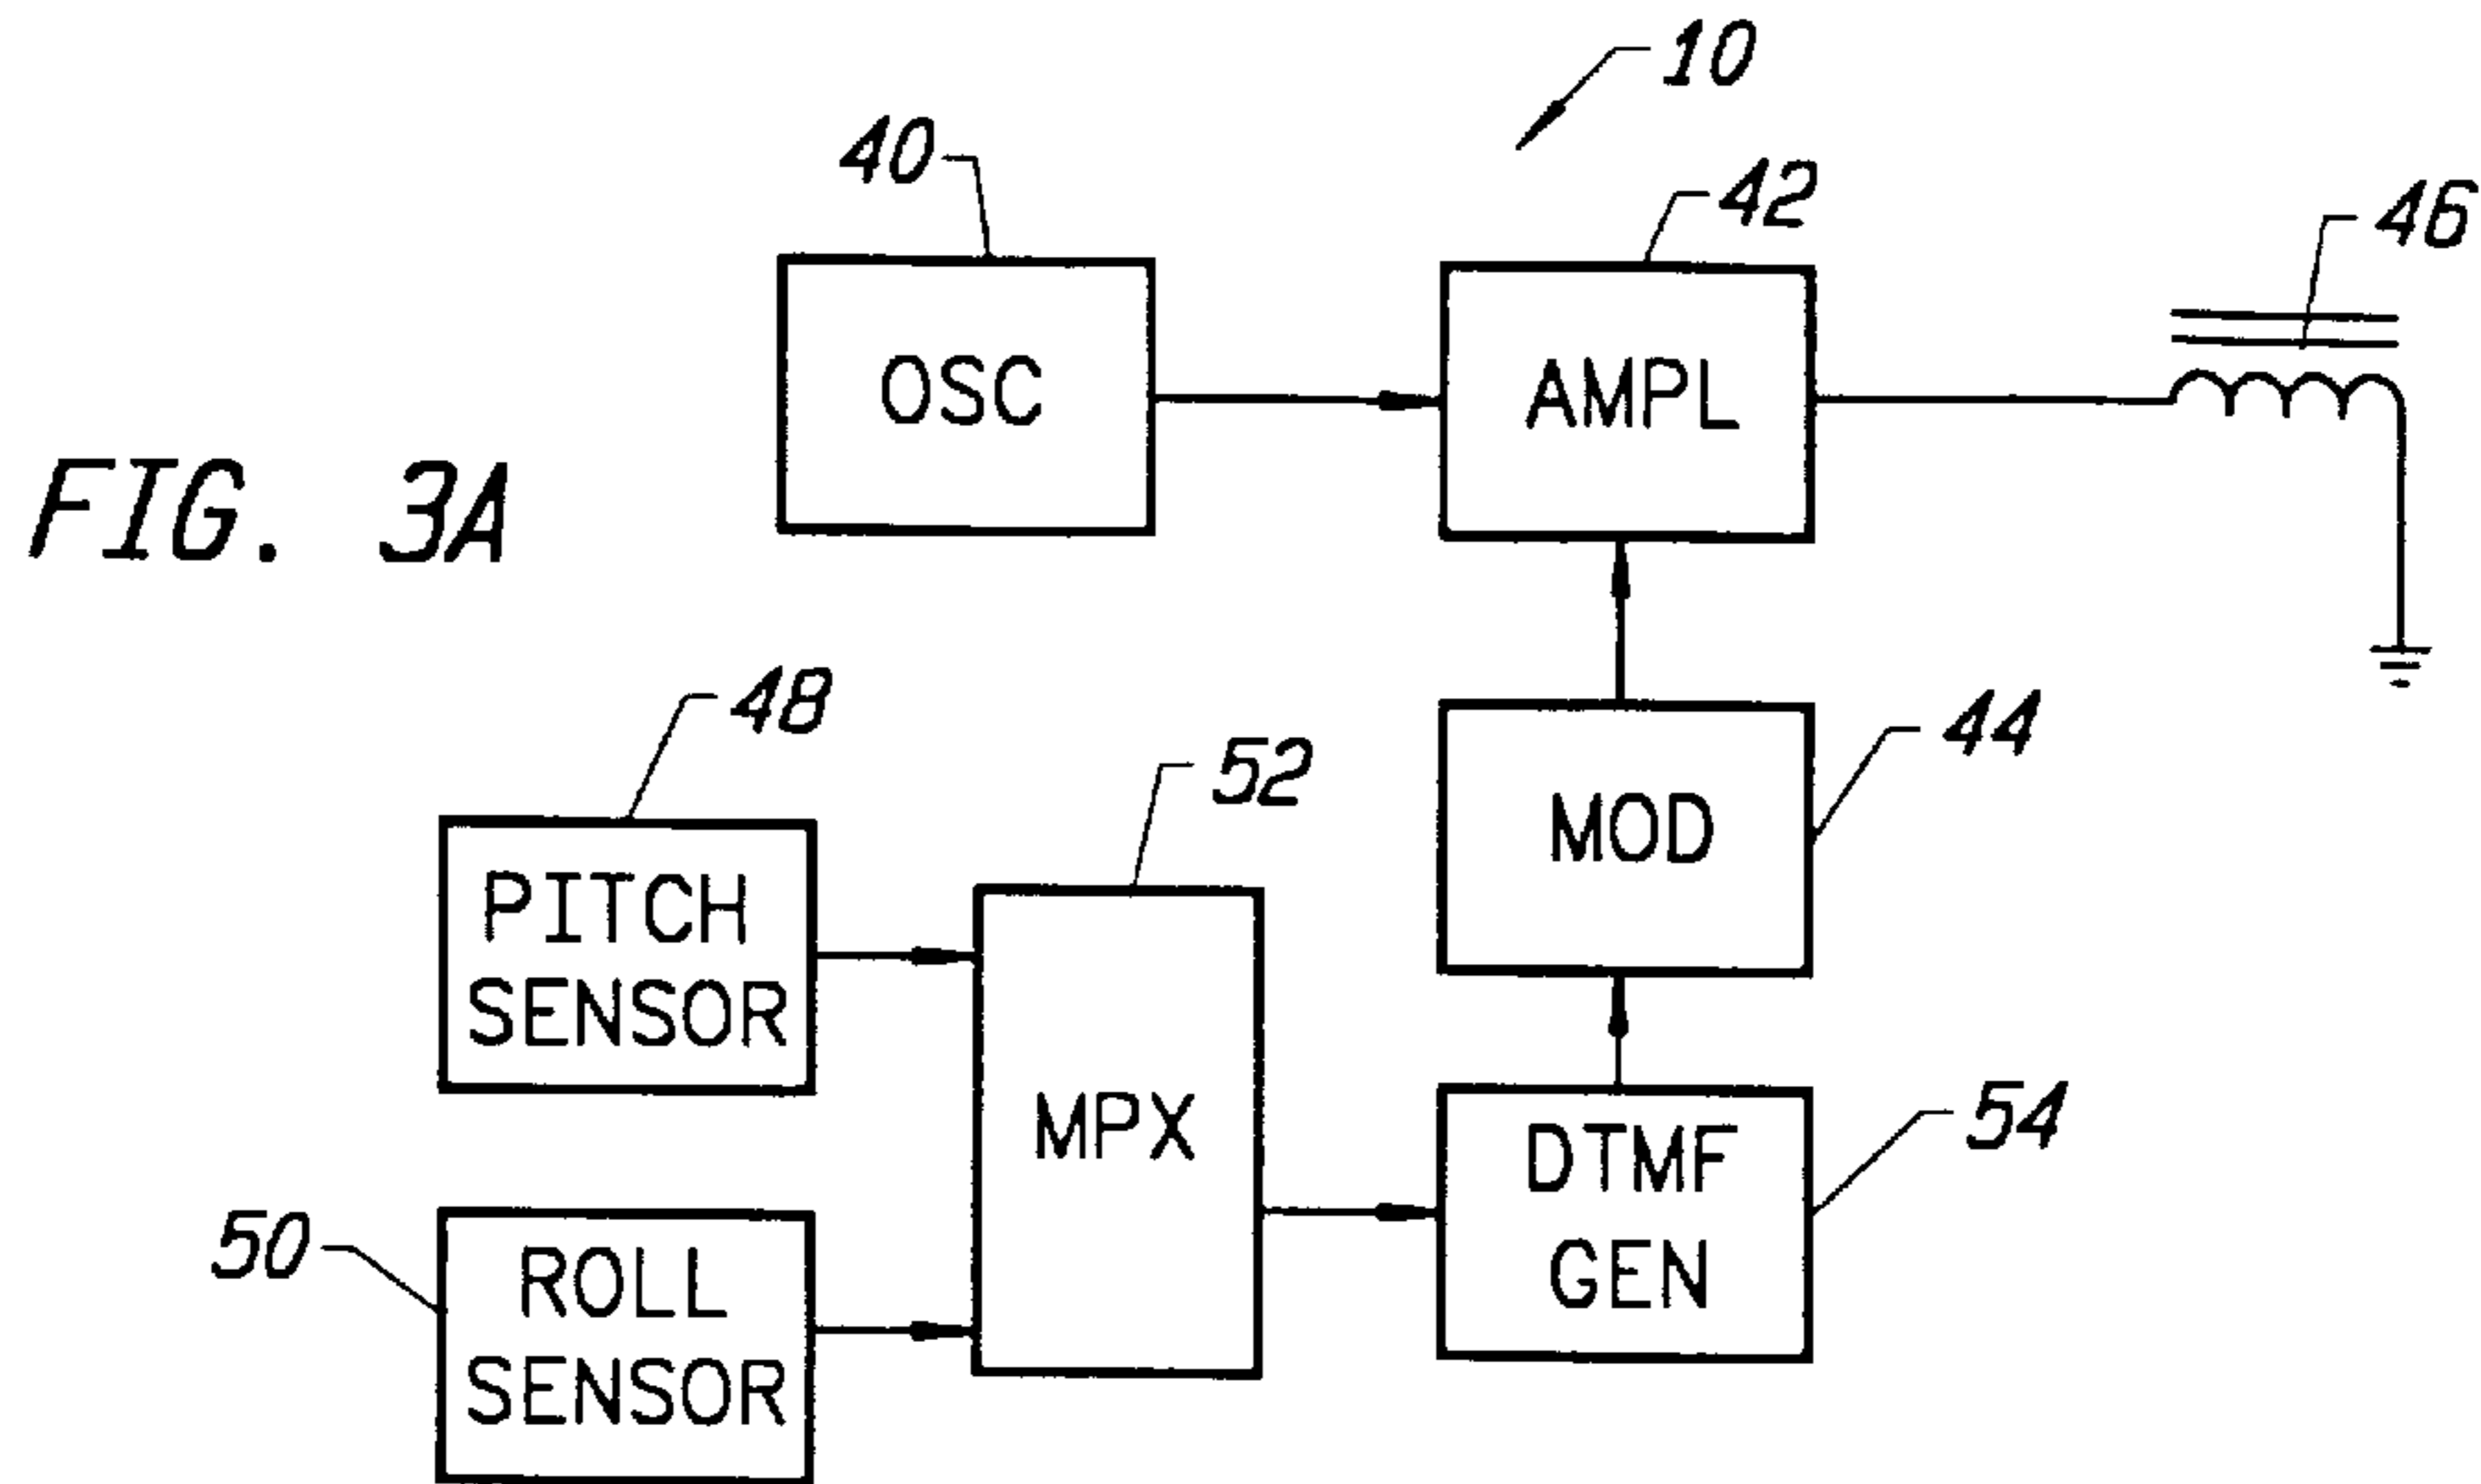 10
40
42
46
OSC
AMPL
FIG. 3A
48
52
44
PITCH
SENSOR
MOD
MPX
54
DTMF
GEN
50
ROLL
SENSOR